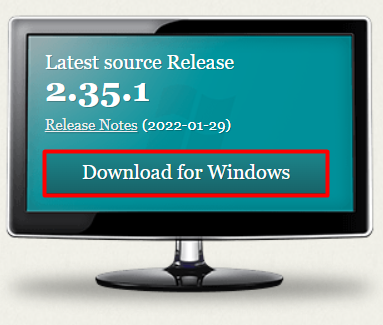 Latest source Release
2.35.1
Release Notes (2022-01-29)
Download for Windows